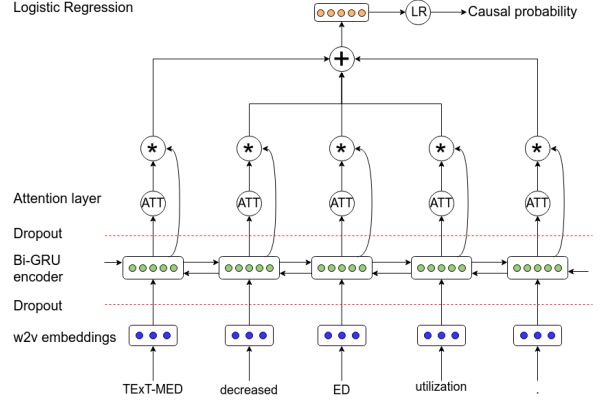 Logistic Regression
LR
Causal probability
+
* * * * *
Attention layer
ATT ATT ATT ATT ATT
Dropout
Bi-GRU
encoder
Dropout
w2v embeddings
TExT-MED decreased ED utilization .